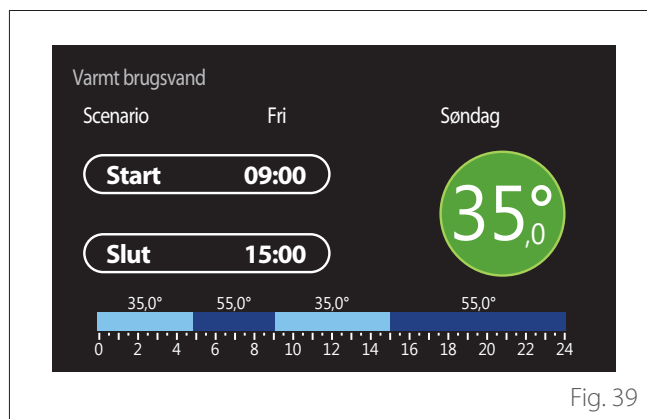 Varmt brugsvand
Scenario Fri Søndag
Start 09:00
35,0°
Slut 15:00
35,0° 55,0° 35,0° 55,0°
0 2 4 6 8 10 12 14 16 18 20 22 24
Fig. 39